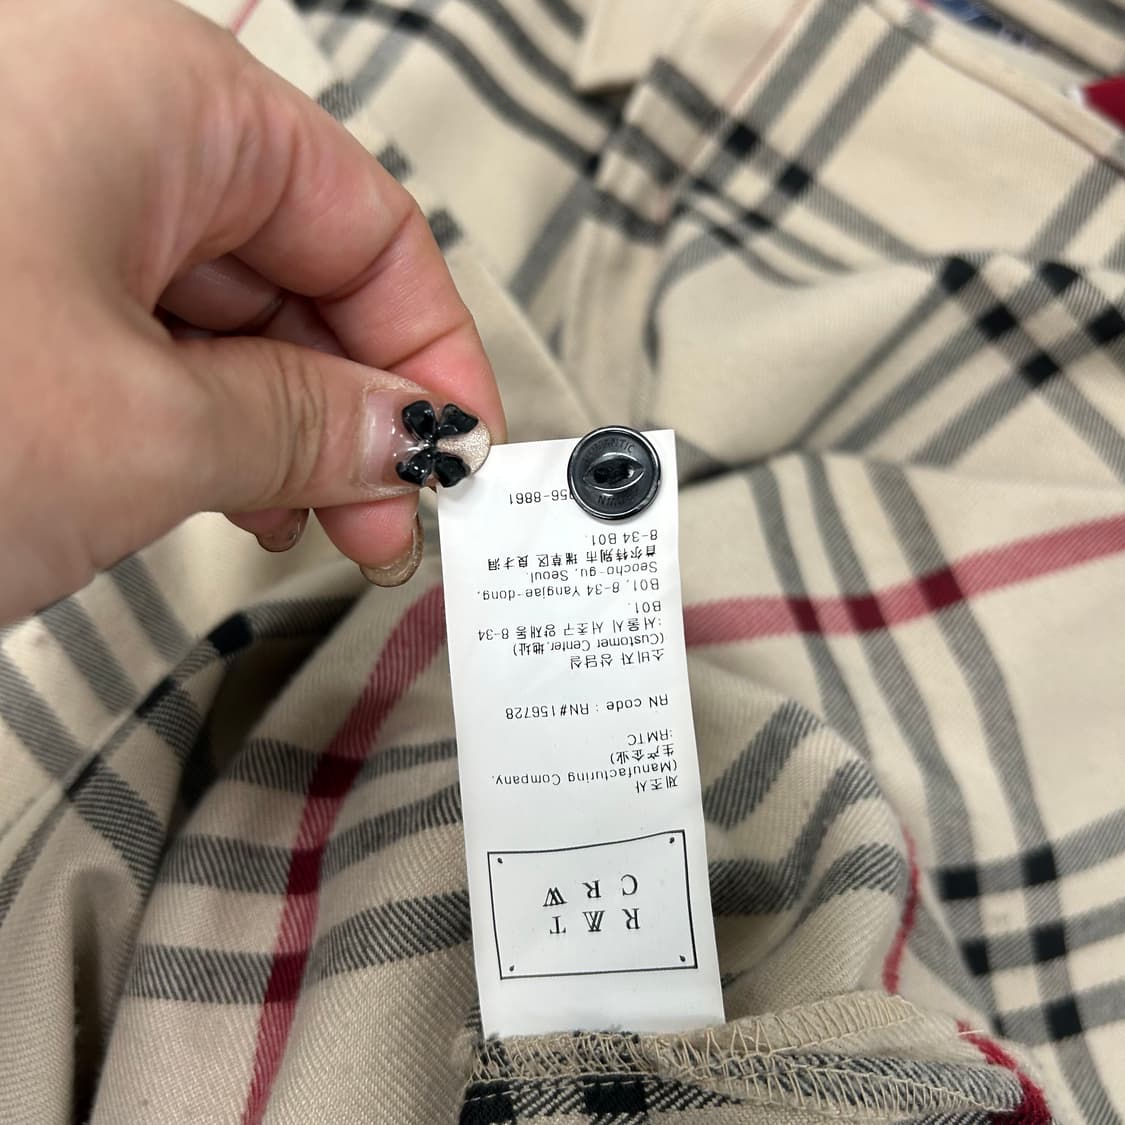 R M T
C R W
제조사
(Manufacturing Company.
生产企业)
:RMTC
RN code : RN#156728
소비자 상담실
(Customer Center,地址)
:서울시 서초구 양재동 8-34
B01.
B01, 8-34 Yangjae-dong,
Seocho-gu, Seoul.
首尔特别市 瑞草区 良才洞
8-34 B01.
956-8861
ROMANTIC